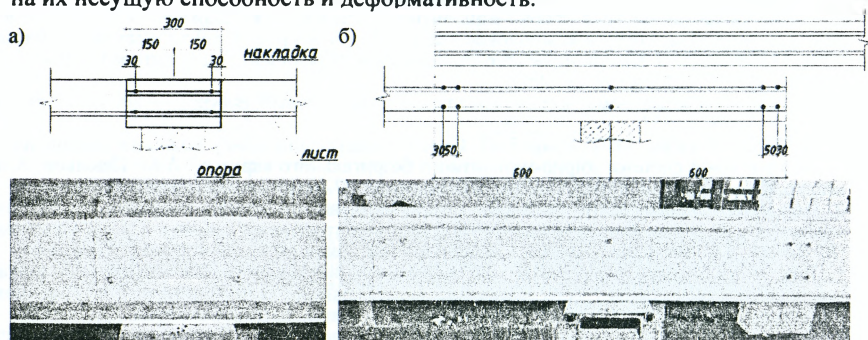 на их несущую способность и деформативность.
а)
300
150 150
30 30
накладка
лист
опора
б)
3050
5030
600 600